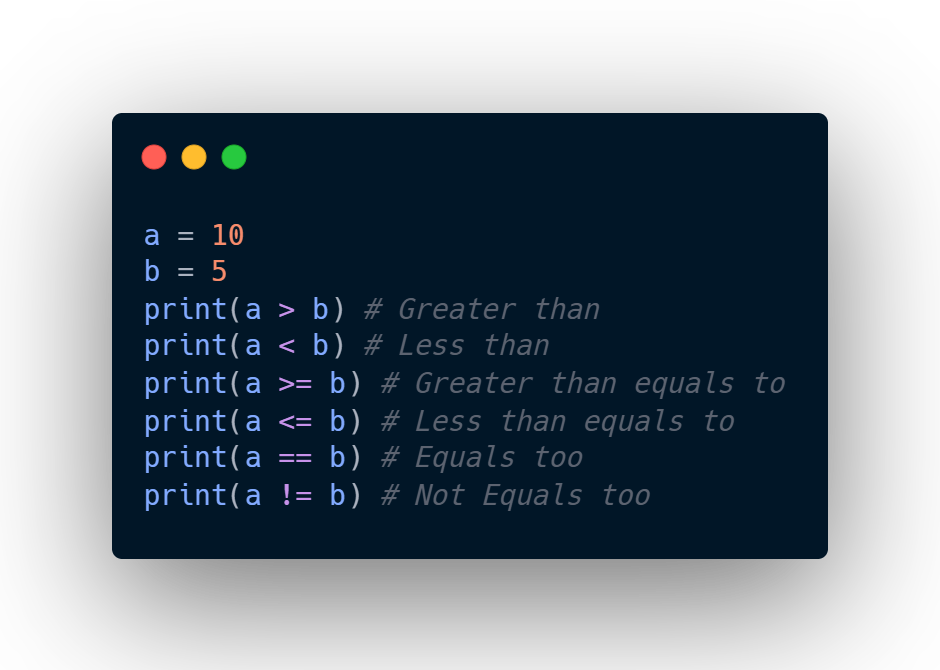 a = 10
b = 5
print(a > b) # Greater than
print(a < b) # Less than
print(a >= b) # Greater than equals to
print(a <= b) # Less than equals to
print(a == b) # Equals too
print(a != b) # Not Equals too